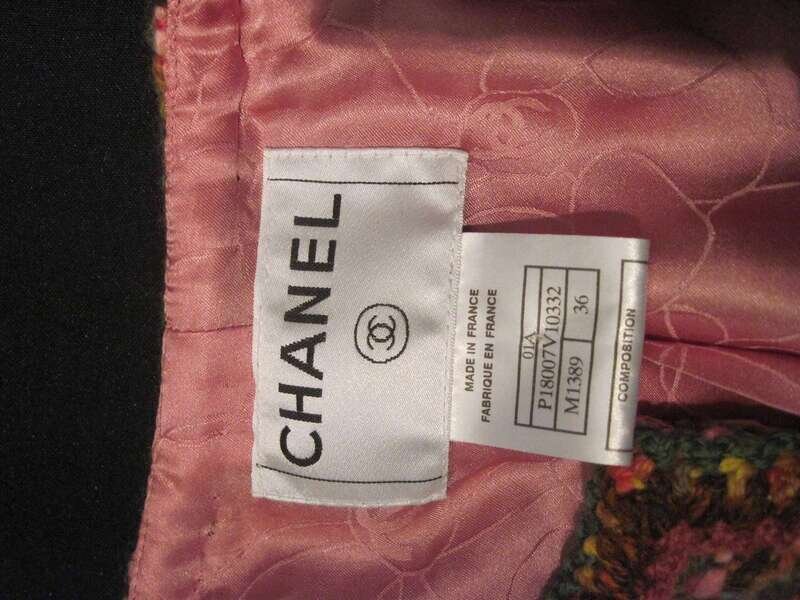 CHANEL
MADE IN FRANCE
FABRIQUE EN FRANCE
01A
P18007V10332
M1389 36
COMPOSITION